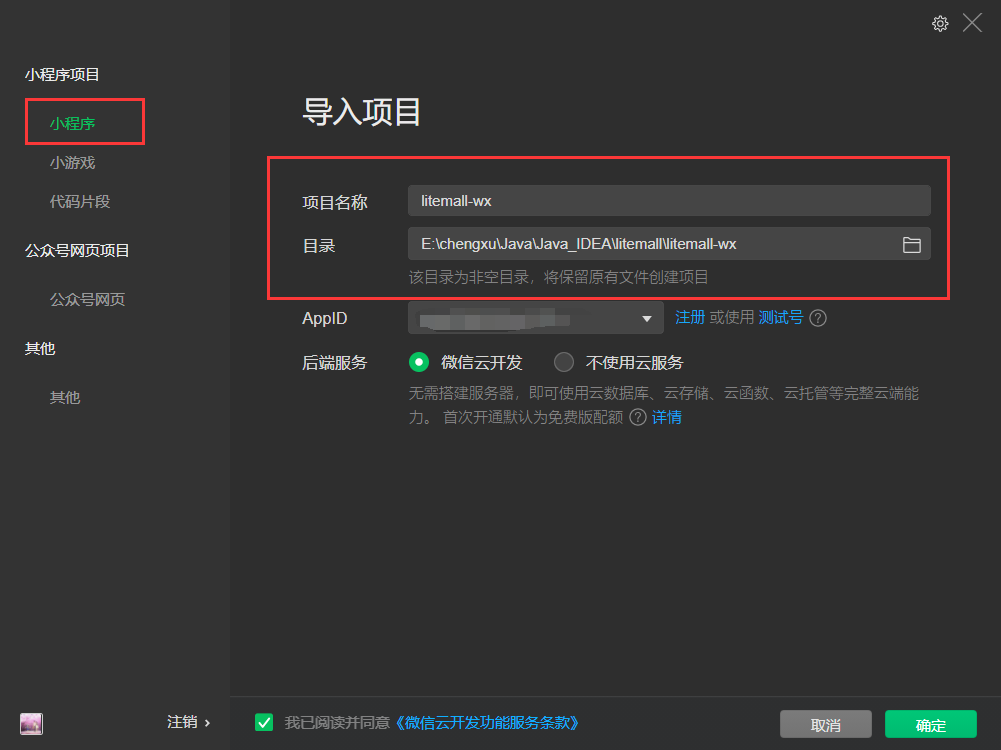 小程序项目
小程序
小游戏
代码片段
公众号网页项目
公众号网页
其他
其他
注销 ›
导入项目
项目名称 litemall-wx
目录 E:\chengxu\Java\Java_IDEA\litemall\litemall-wx
该目录为非空目录，将保留原有文件创建项目
AppID 注册 或使用 测试号 ?
后端服务 微信云开发 不使用云服务
无需搭建服务器，即可使用云数据库、云存储、云函数、云托管等完整云端能
力。 首次开通默认为免费版配额 ? 详情
我已阅读并同意《微信云开发功能服务条款》
取消 确定